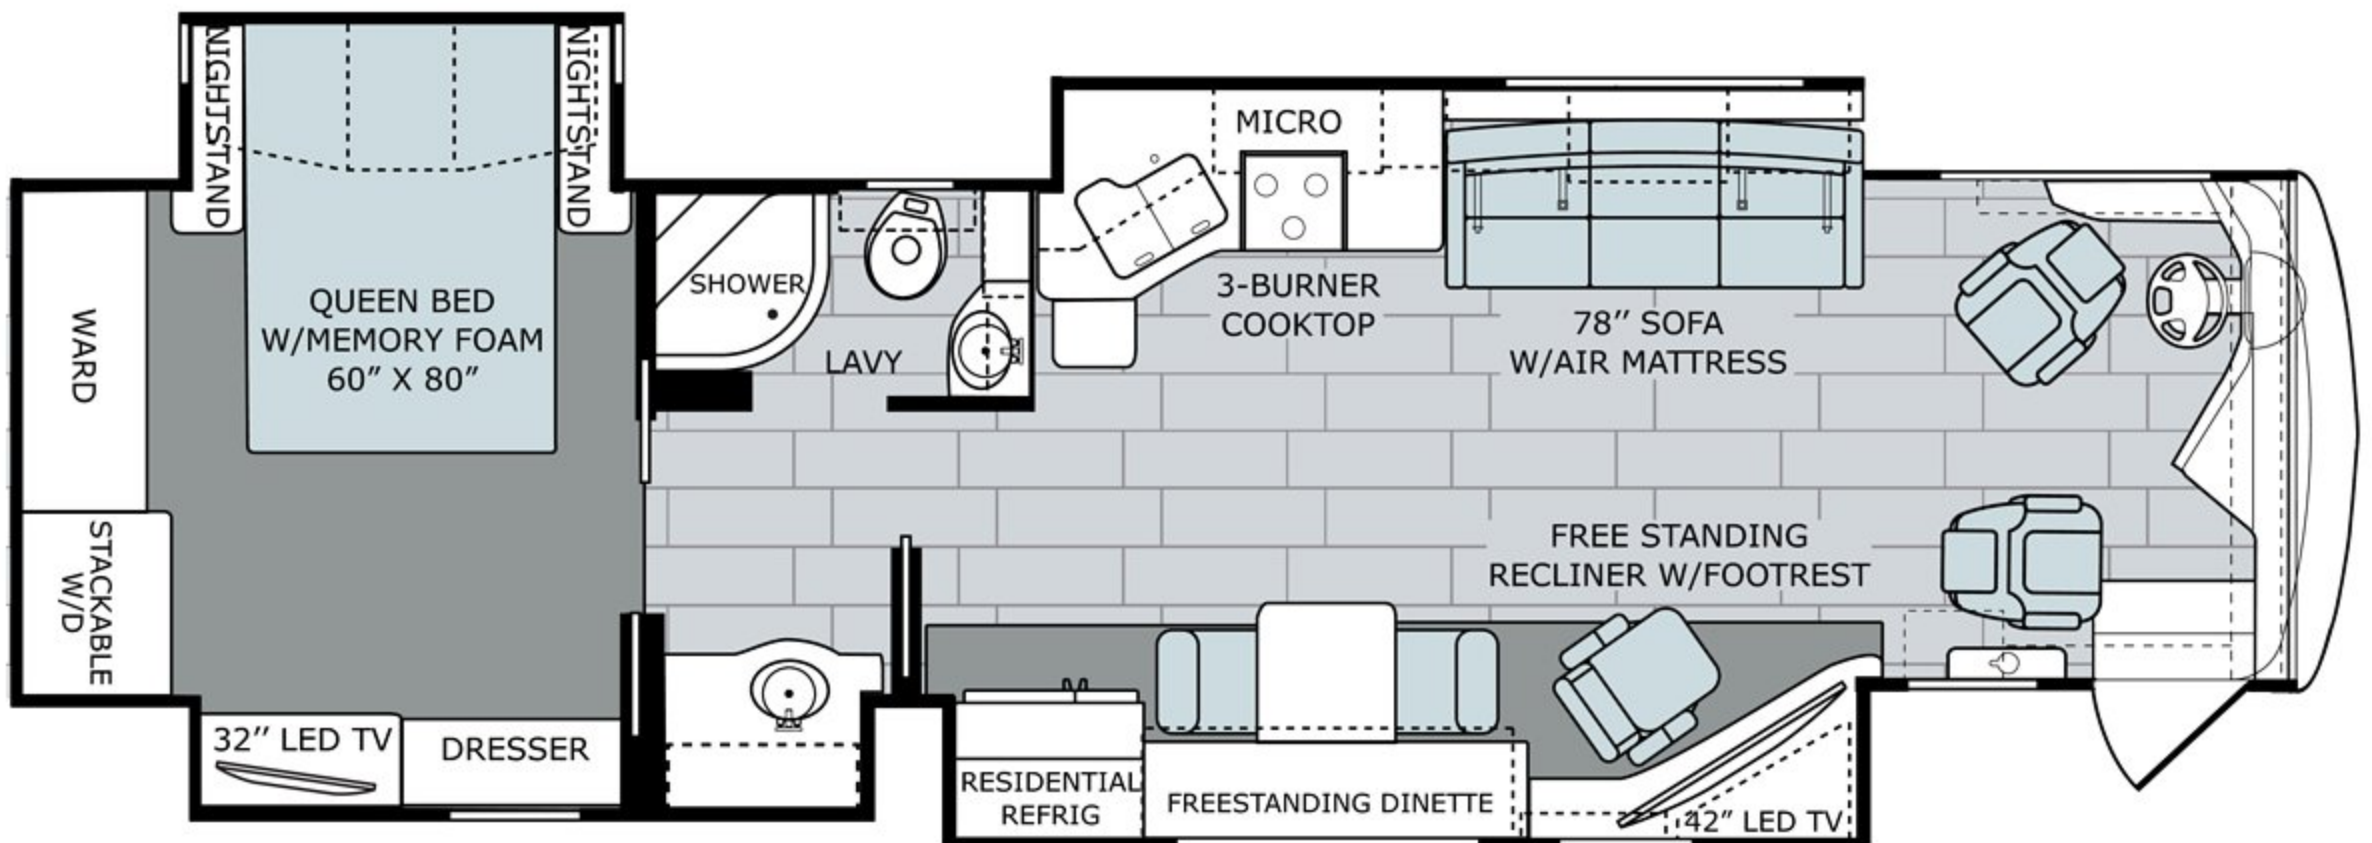 NIGHTSTAND
NIGHTSTAND
QUEEN BED
W/MEMORY FOAM
60” X 80”
WARD
STACKABLE
W/D
32” LED TV
DRESSER
SHOWER
LAVY
MICRO
3-BURNER
COOKTOP
78” SOFA
W/AIR MATTRESS
FREE STANDING
RECLINER W/FOOTREST
RESIDENTIAL
REFRIG
FREESTANDING DINETTE
42” LED TV